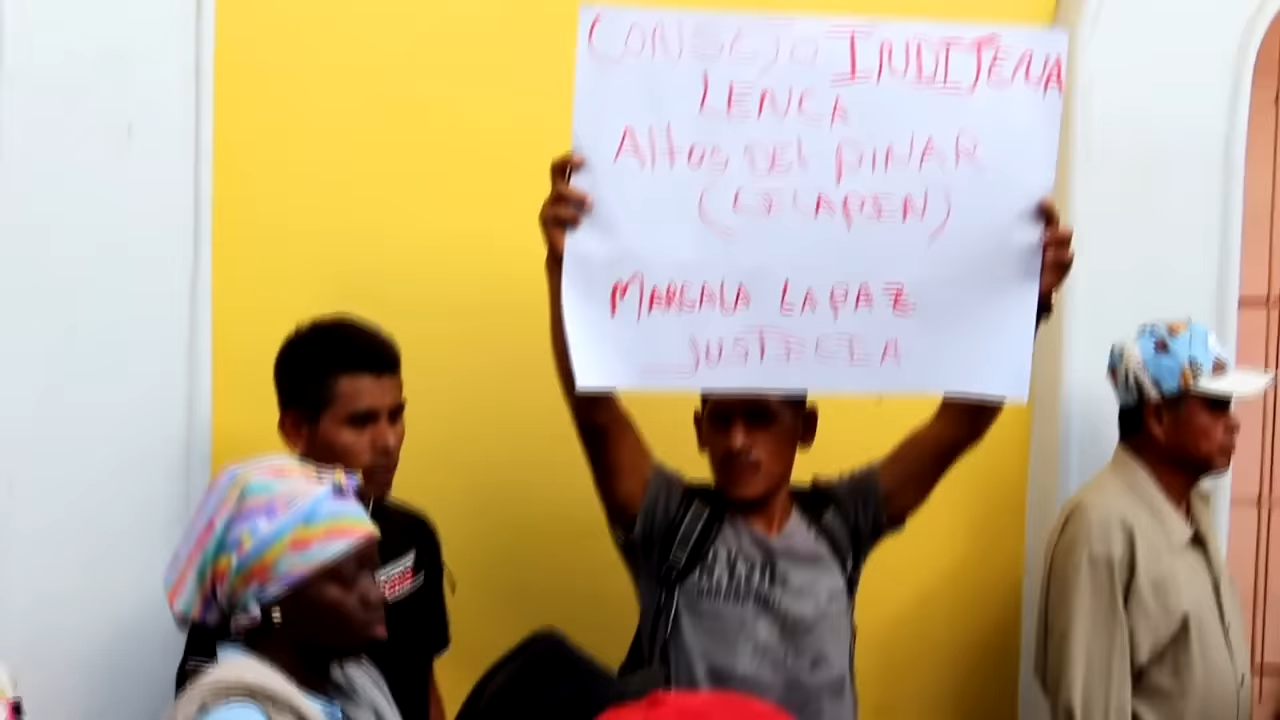 CONSEJO INDIJENA
LENCA
Altos DEL PINAR
MARCALA LA PAZ
JUSTICIA